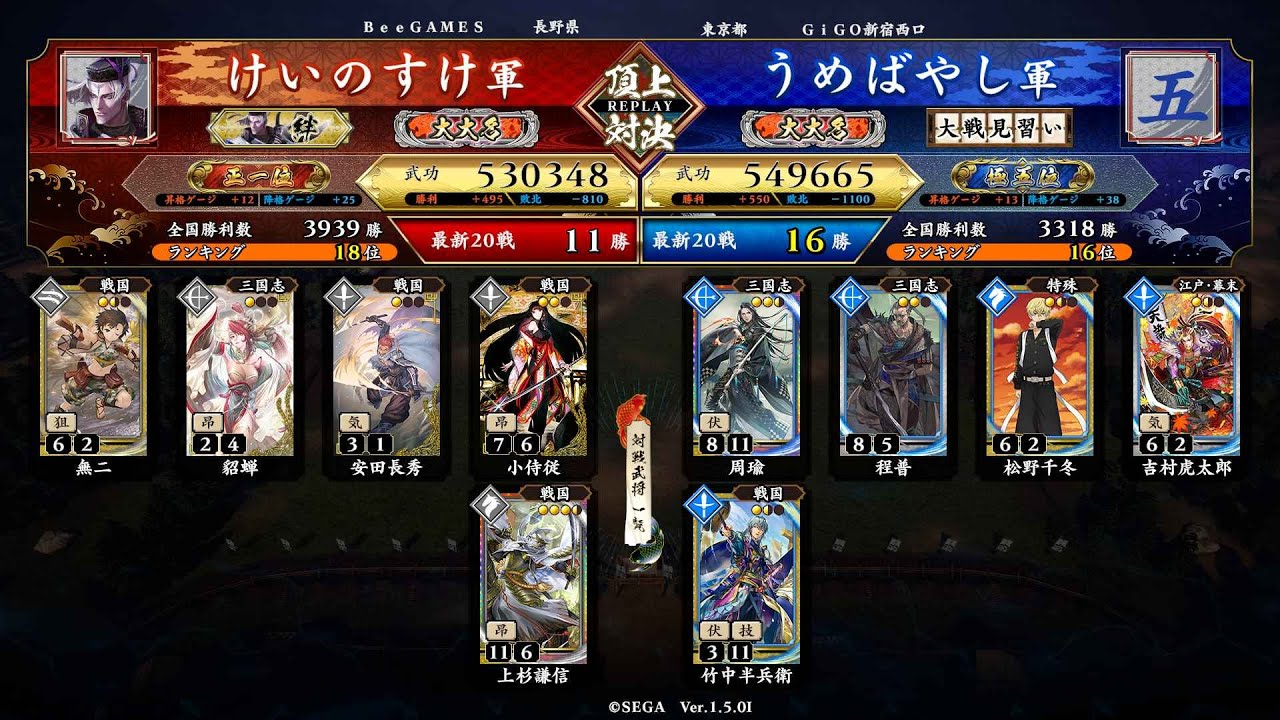 BeeGAMES 長野県
東京都 GiGO新宿西口
けいのすけ軍
頂上
REPLAY
対決
うめばやし軍
五
絆
大大名
大大名
大戦見習い
正一位
武功 530348
武功 549665
極玉位
昇格ゲージ +12 降格ゲージ +25
勝利 +495 敗北 -810
勝利 +550 敗北 -1100
昇格ゲージ +13 降格ゲージ +38
全国勝利数 3939勝
ランキング 18位
最新20戦 11勝
最新20戦 16勝
全国勝利数 3318勝
ランキング 16位
戦国
狙
6 2
無二
三国志
昴
2 4
貂蝉
戦国
気
3 1
安田長秀
戦国
昴
7 6
小侍従
対戦武将一覧
三国志
伏
8 11
周瑜
三国志
8 5
程普
特殊
6 2
松野千冬
江戸・幕末
気
6 2
吉村虎太郎
戦国
昴
11 6
上杉謙信
戦国
伏 技
3 11
竹中半兵衛
©SEGA Ver.1.5.0I